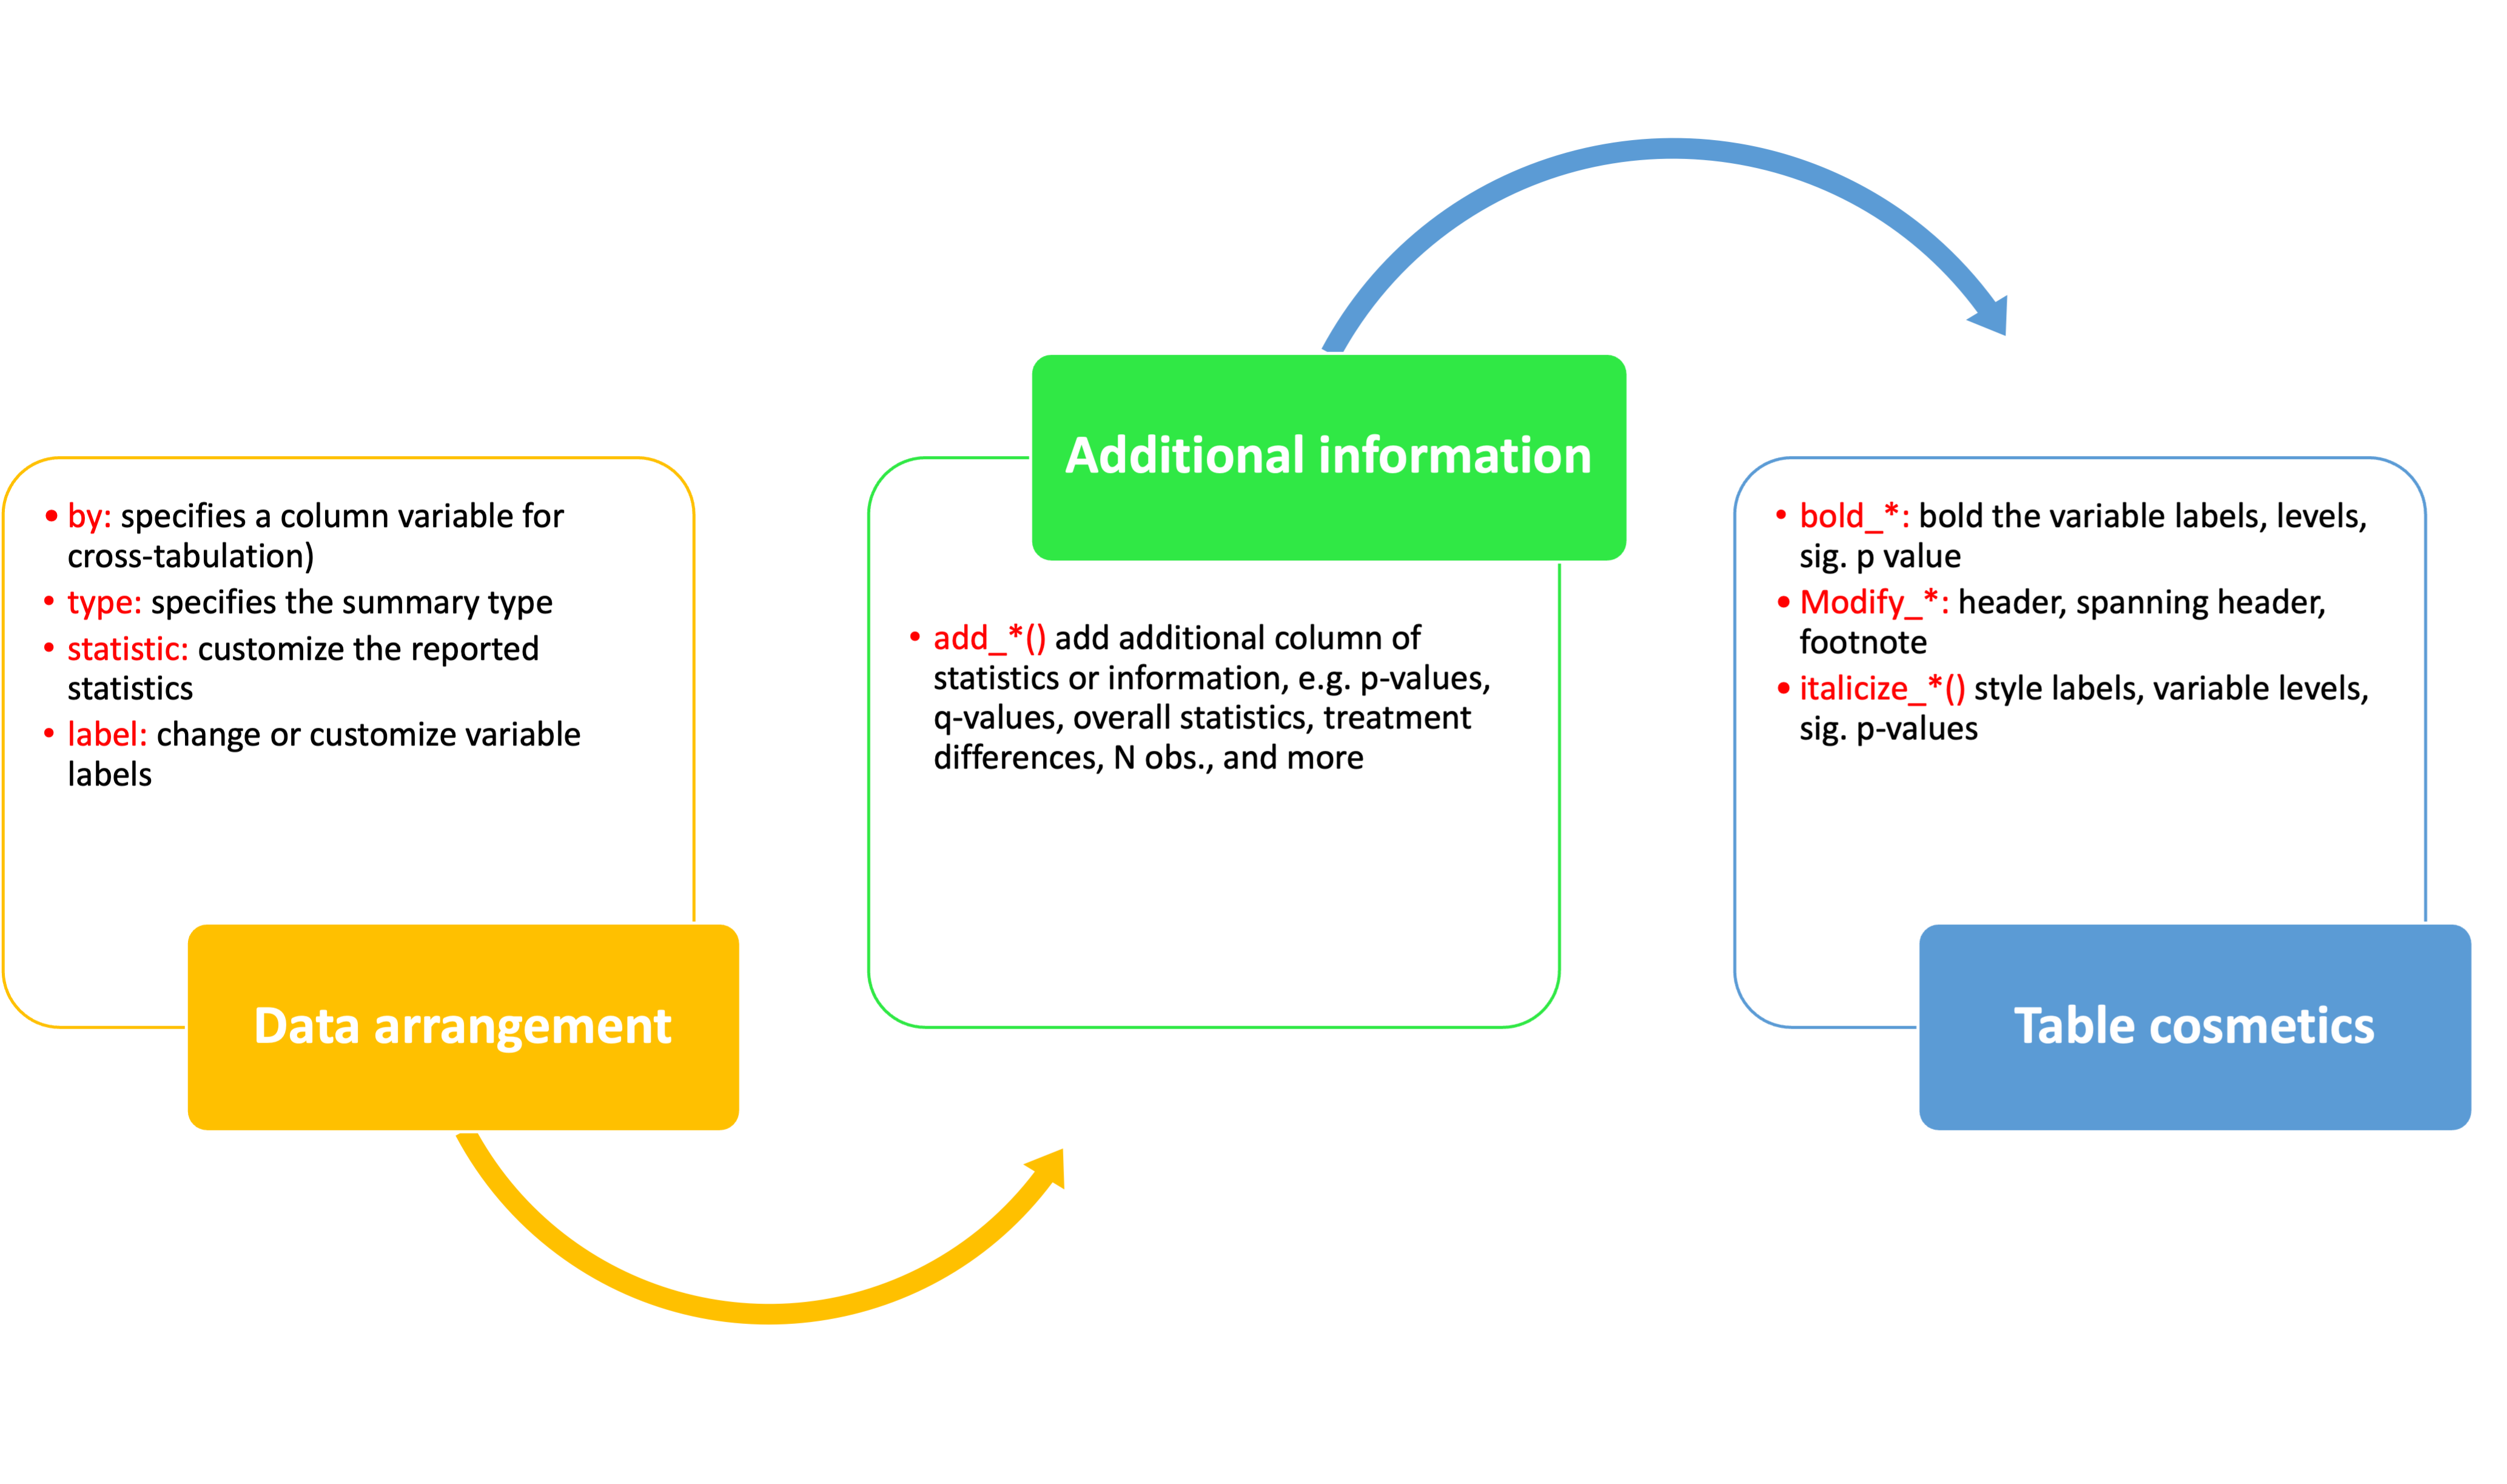 • by: specifies a column variable for
cross-tabulation)
• type: specifies the summary type
• statistic: customize the reported
statistics
• label: change or customize variable
labels
Data arrangement
Additional information
• add_*() add additional column of
statistics or information, e.g. p-values,
q-values, overall statistics, treatment
differences, N obs., and more
• bold_*: bold the variable labels, levels,
sig. p value
• Modify_*: header, spanning header,
footnote
• italicize_*() style labels, variable levels,
sig. p-values
Table cosmetics